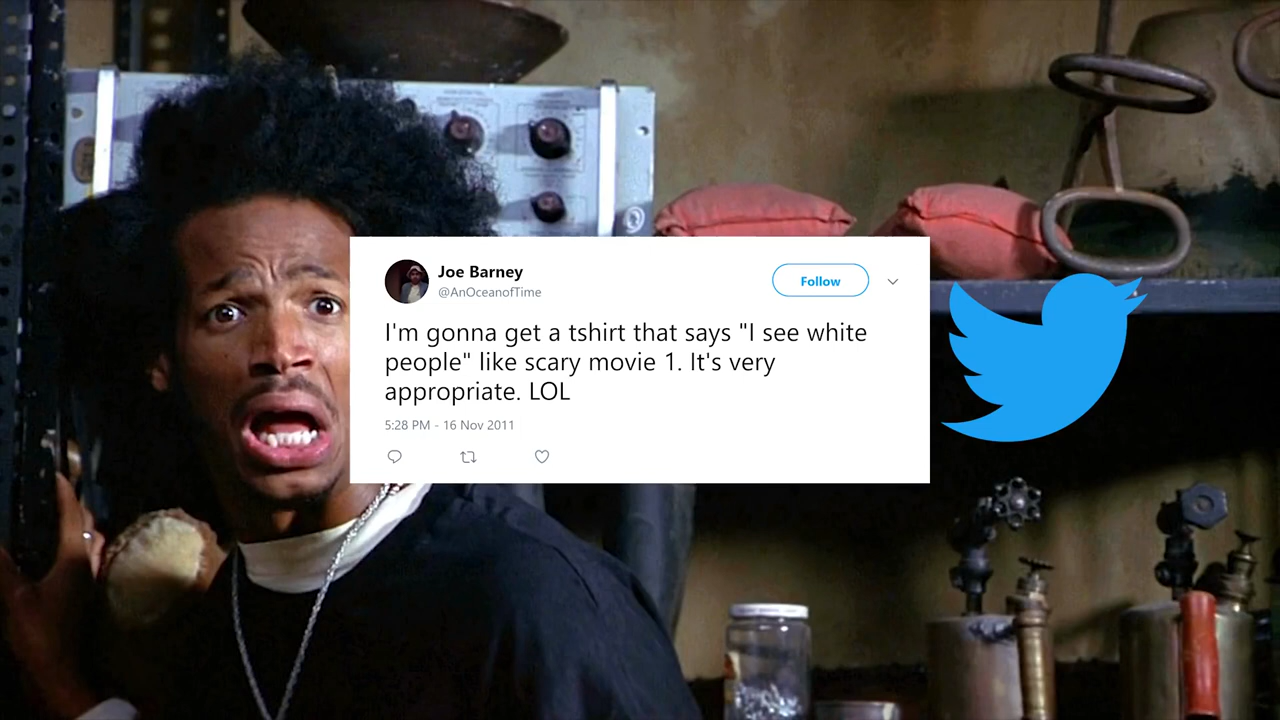 Joe Barney
@AnOceanofTime
Follow
I'm gonna get a tshirt that says "I see white
people" like scary movie 1. It's very
appropriate. LOL
5:28 PM - 16 Nov 2011